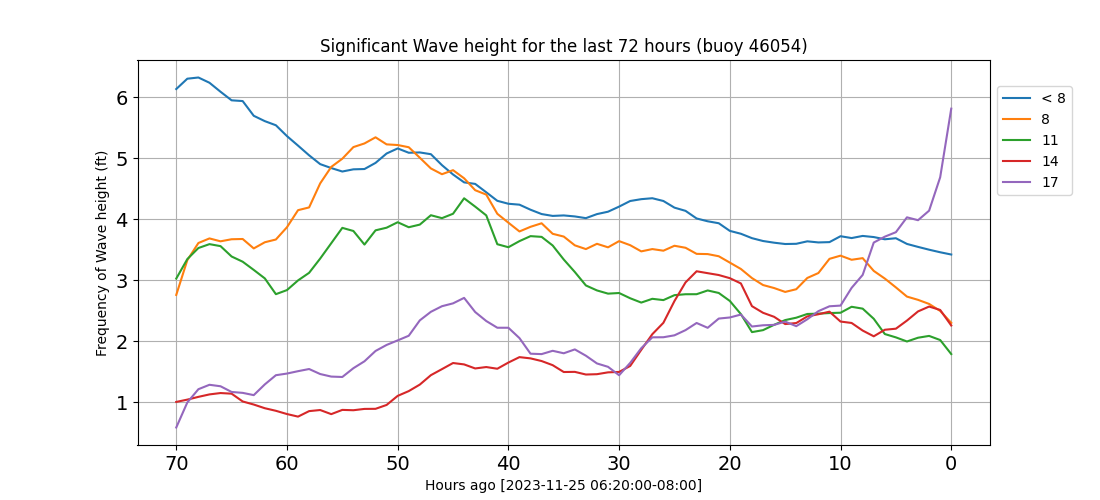 Significant Wave height for the last 72 hours (buoy 46054)
Frequency of Wave height (ft)
6
5
4
3
2
1
70 60 50 40 30 20 10 0
Hours ago [2023-11-25 06:20:00-08:00]
< 8
8
11
14
17